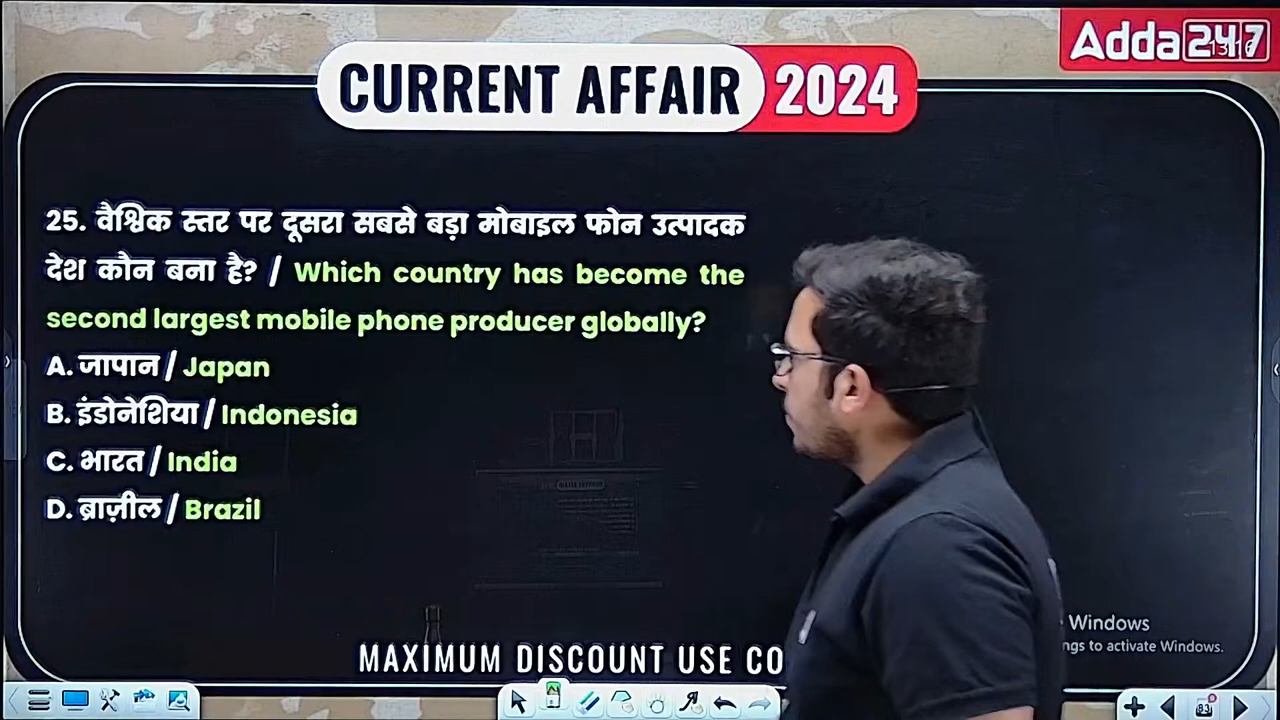 Adda 247
CURRENT AFFAIR 2024
25. वैश्विक स्तर पर दूसरा सबसे बड़ा मोबाइल फोन उत्पादक
देश कौन बना है? / Which country has become the
second largest mobile phone producer globally?
A. जापान / Japan
B. इंडोनेशिया / Indonesia
C. भारत / India
D. ब्राज़ील / Brazil
MAXIMUM DISCOUNT USE CO
Windows
ngs to activate Windows.